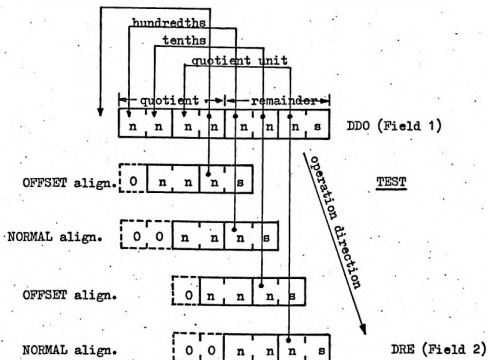 hundredths
tenths
quotient unit
quotient remainder
n n n n n n n s DDO (Field 1)
OFFSET align. 0 n n n s TEST
NORMAL align. 0 0 n n n s
operation direction
OFFSET align. 0 n n n s
NORMAL align. 0 0 n n n s DRE (Field 2)